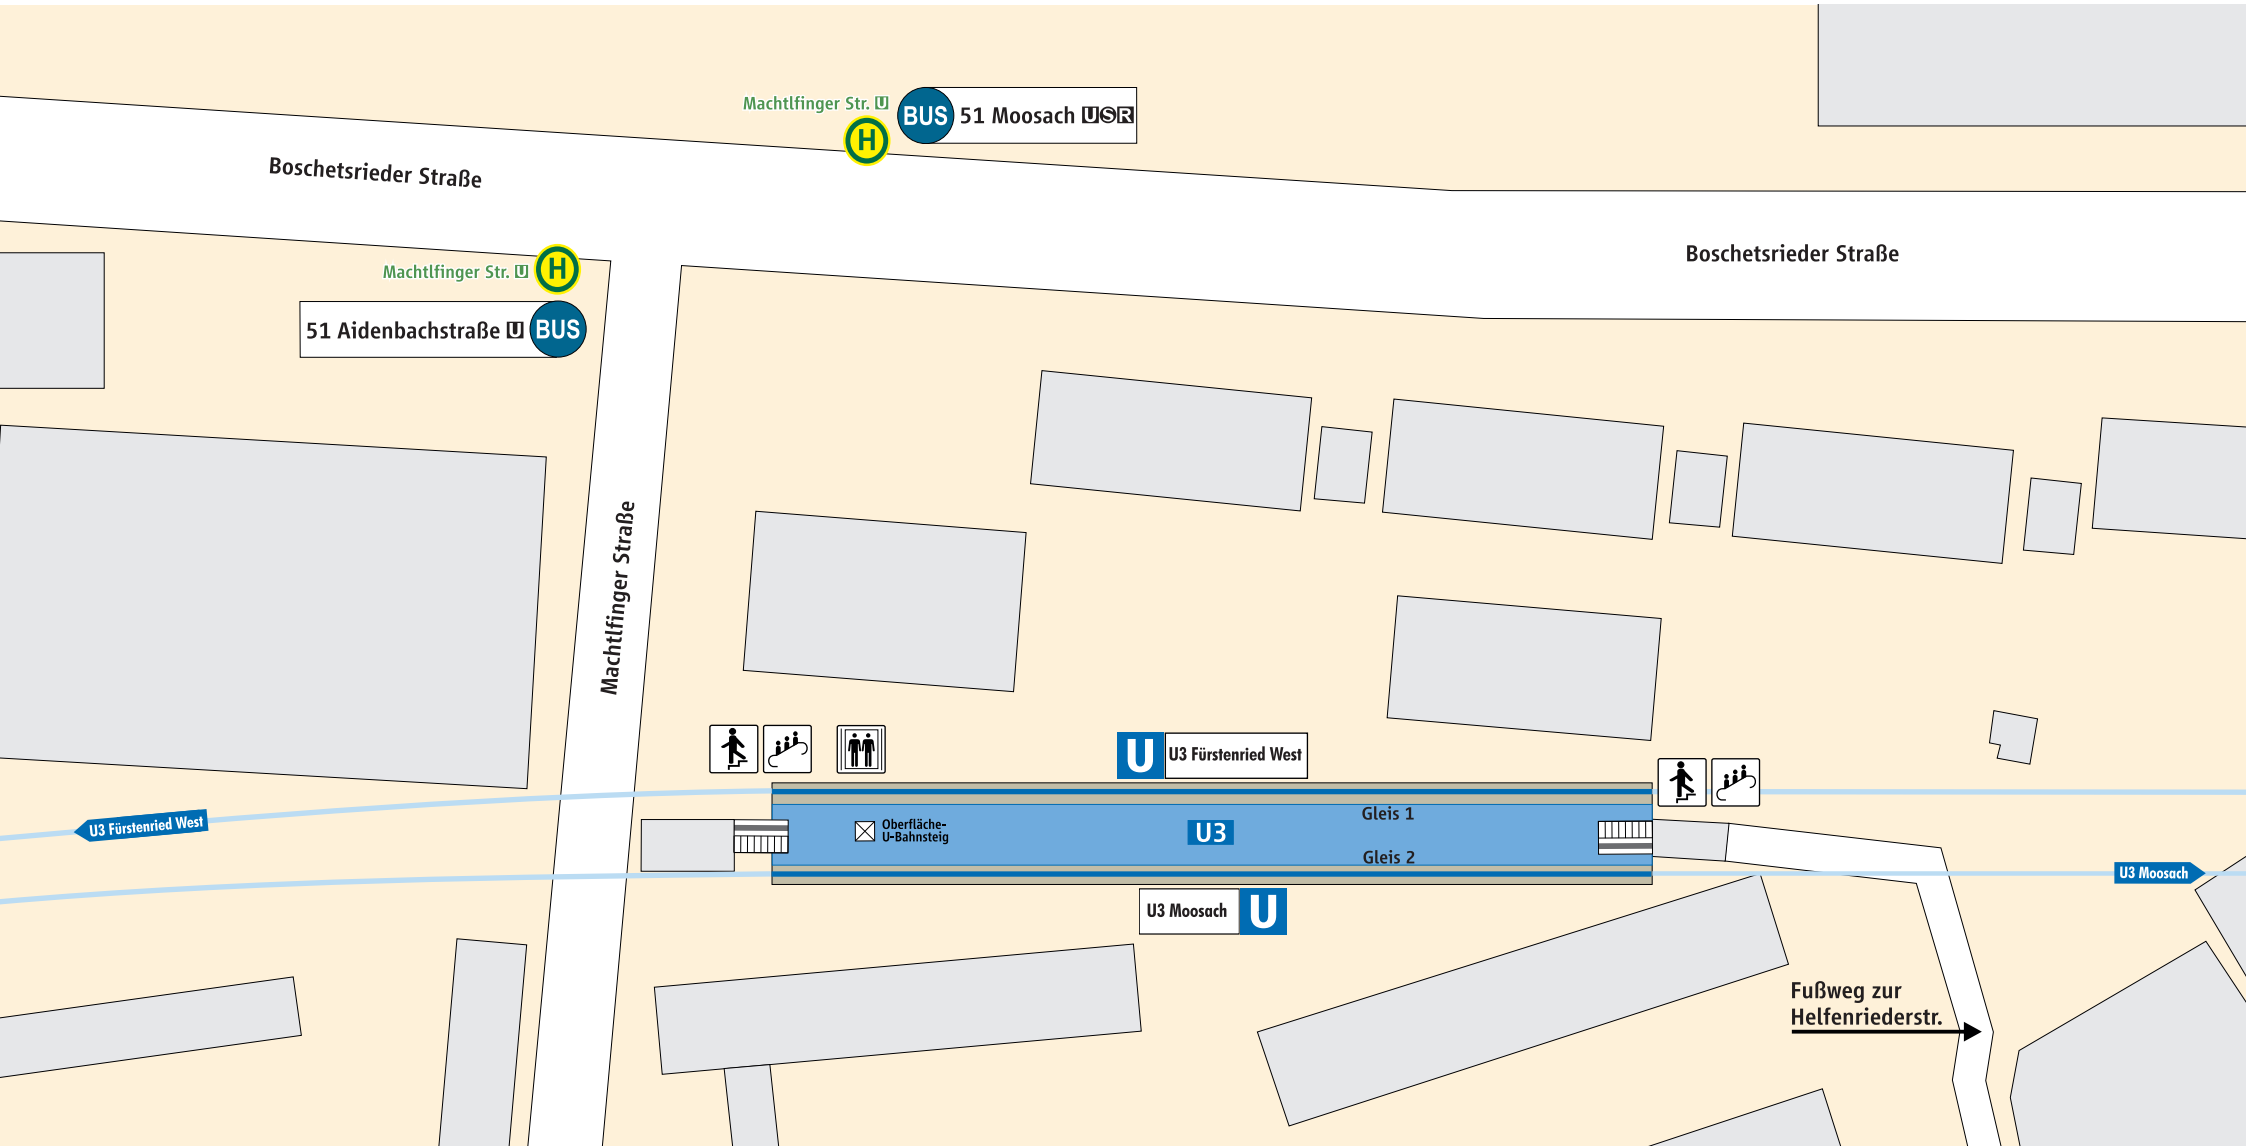 Machtlfinger Str. U
H
BUS 51 Moosach U S R
Boschetsrieder Straße
Boschetsrieder Straße
Machtlfinger Str. U
H
51 Aidenbachstraße U BUS
Machtlfinger Straße
U U3 Fürstenried West
U3 Fürstenried West
Oberfläche-
U-Bahnsteig
U3
Gleis 1
Gleis 2
U3 Moosach
U3 Moosach U
Fußweg zur
Helfenriederstr.